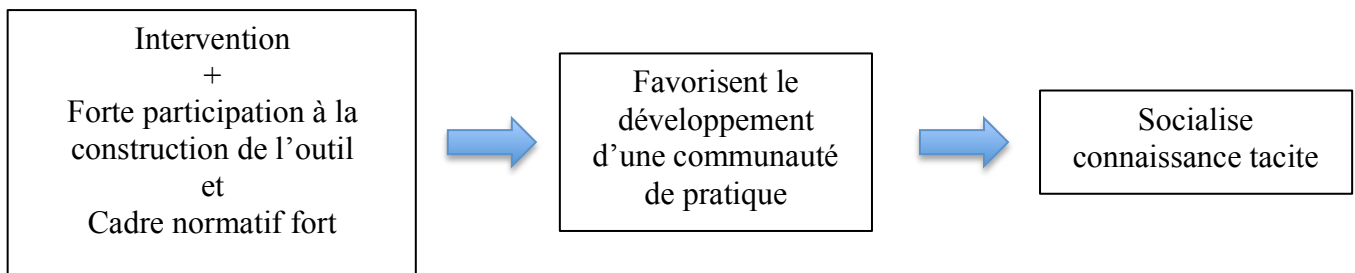 Intervention
+
Forte participation à la
construction de l’outil
et
Cadre normatif fort
Favorisent le
développement
d’une communauté
de pratique
Socialise
connaissance tacite